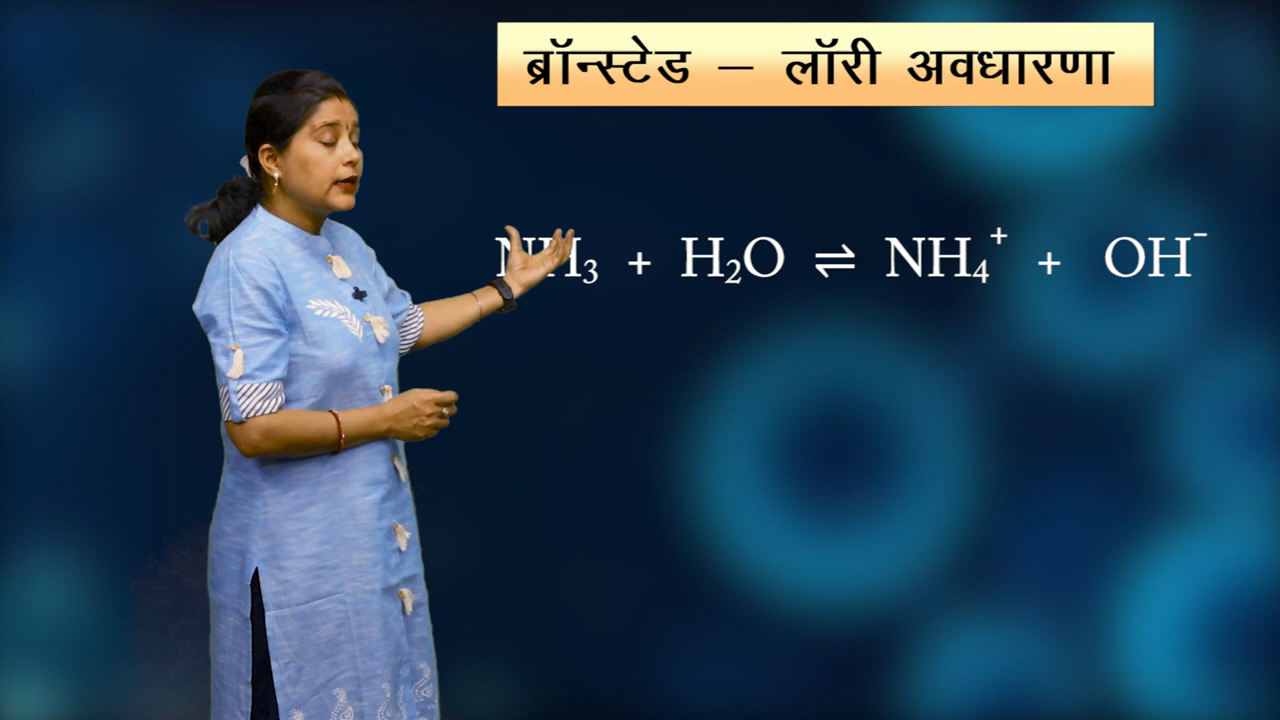 ब्रॉन्स्टेड – लॉरी अवधारणा
NH₃ + H₂O ⇌ NH₄⁺ + OH⁻